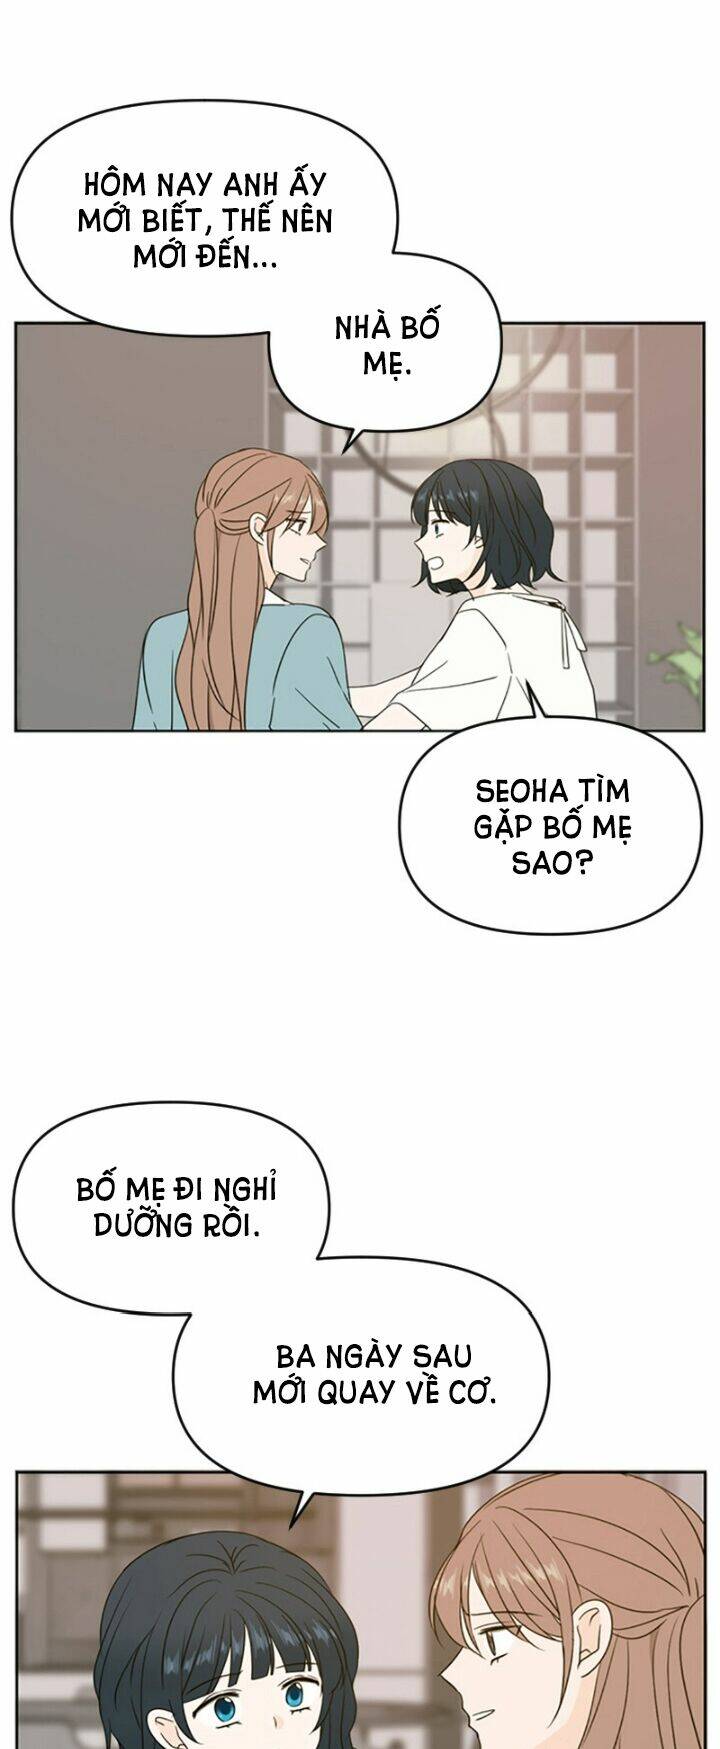 HÔM NAY ANH ẤY
MỚI BIẾT, THẾ NÊN
MỚI ĐẾN...
NHÀ BỐ
MẸ.
SEOHA TÌM
GẶP BỐ MẸ
SAO?
BỐ MẸ ĐI NGHỈ
DƯỠNG RỒI.
BA NGÀY SAU
MỚI QUAY VỀ CƠ.